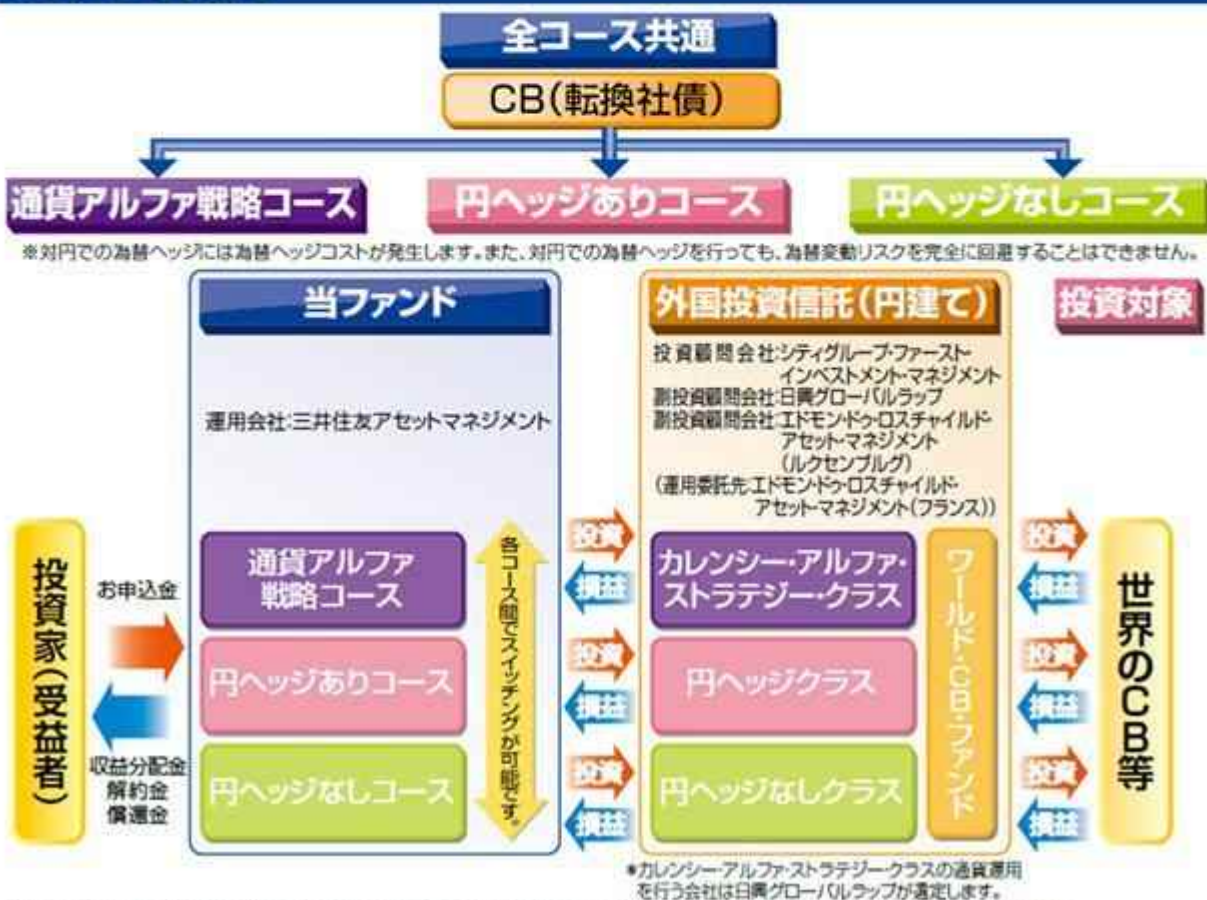 全コース共通
CB(転換社債)
通貨アルファ戦略コース
円ヘッジありコース
円ヘッジなしコース
※対円での為替ヘッジには為替ヘッジコストが発生します。また、対円での為替ヘッジを行っても、為替変動リスクを完全に回避することはできません。
当ファンド
運用会社:三井住友アセットマネジメント
外国投資信託(円建て)
投資顧問会社:シティグループ・ファースト・
インベストメント・マネジメント
副投資顧問会社:日興グローバルラップ
副投資顧問会社:エドモン・ドゥ・ロスチャイルド・
アセット・マネジメント
(ルクセンブルグ)
(運用委託先:エドモン・ドゥ・ロスチャイルド・
アセット・マネジメント(フランス))
投資対象
投資家(受益者)
お申込金
収益分配金
解約金
償還金
通貨アルファ
戦略コース
円ヘッジありコース
円ヘッジなしコース
各コース間でスイッチングが可能です。
投資
損益
投資
損益
投資
損益
カレンシー・アルファ・
ストラテジー・クラス
円ヘッジクラス
円ヘッジなしクラス
ワールド・CB・ファンド
投資
損益
投資
損益
投資
損益
世界のCB等
*カレンシー・アルファ・ストラテジー・クラスの通貨運用
を行う会社は日興グローバルラップが選定します。